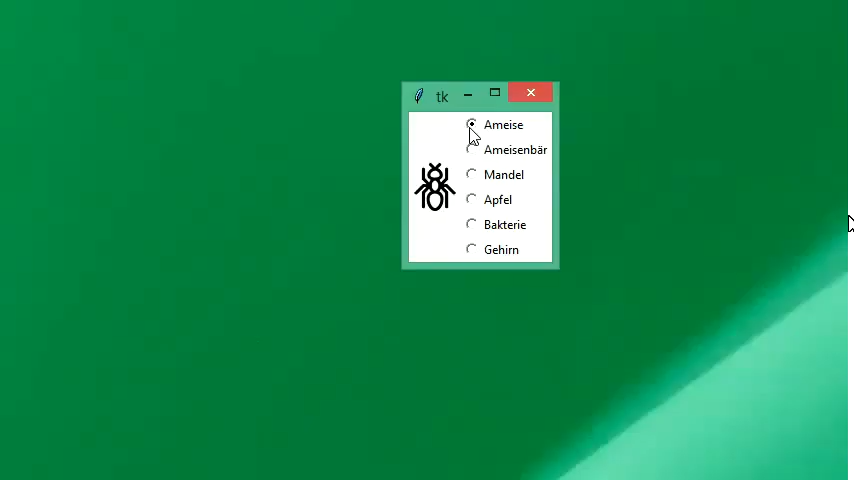 tk
Ameise
Ameisenbär
Mandel
Apfel
Bakterie
Gehirn